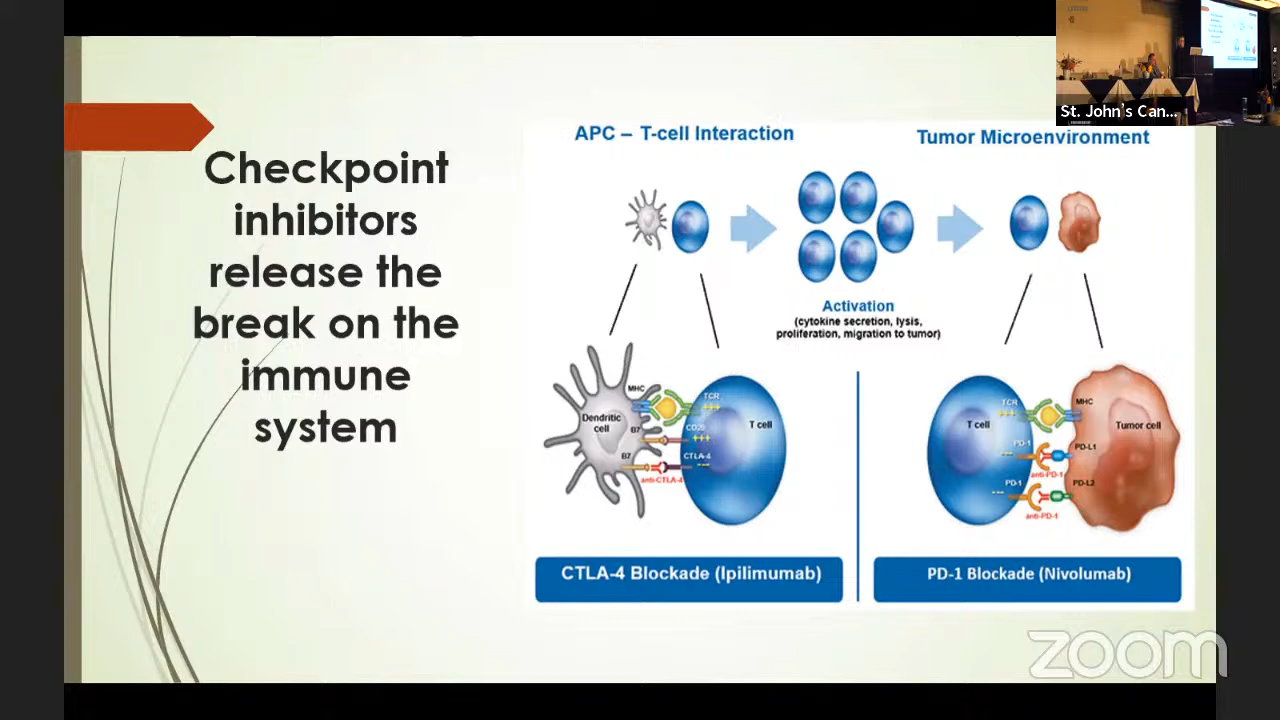 St. John's Can...
Checkpoint
inhibitors
release the
break on the
immune
system
APC – T-cell Interaction
Tumor Microenvironment
Activation
(cytokine secretion, lysis,
proliferation, migration to tumor)
MHC
TCR
+++
Dendritic
cell
T cell
B7
CD28
+++
B7
CTLA-4
---
anti-CTLA-4
TCR
+++
MHC
T cell
Tumor cell
PD-1
---
PD-L1
anti-PD-1
PD-1
---
PD-L2
anti-PD-1
CTLA-4 Blockade (Ipilimumab)
PD-1 Blockade (Nivolumab)
zoom